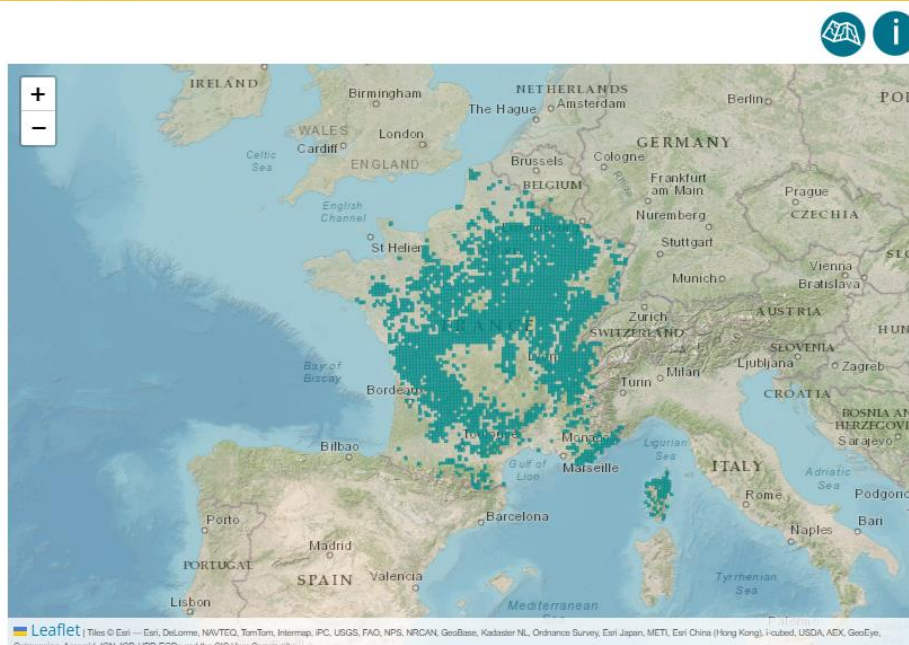 i
+
−
IRELAND
Birmingham
NETHERLANDS
The Hague
Amsterdam
Berlin
WALES
London
Cardiff
GERMANY
Celtic
Sea
ENGLAND
Brussels
Cologne
BELGIUM
Frankfurt
am Main
Prague
English
Channel
Nuremberg
CZECHIA
St Helier
Stuttgart
Munich
Vienna
Bratislava
Zurich
AUSTRIA
FRANCE
SWITZERLAND
SLOVENIA
Bay of
Biscay
Lyon
Milan
Ljubljana
Zagreb
Turin
CROATIA
Toulouse
Monaco
Sarajevo
Bilbao
Gulf of
Lion
Marseille
Ligurian
Sea
ITALY
Adriatic
Sea
Rome
Porto
Barcelona
Naples
Bari
Madrid
PORTUGAL
SPAIN
Valencia
Tyrrhenian
Sea
Lisbon
Mediterranean
Leaflet | Tiles © Esri — Esri, DeLorme, NAVTEQ, TomTom, Intermap, iPC, USGS, FAO, NPS, NRCAN, GeoBase, Kadaster NL, Ordnance Survey, Esri Japan, METI, Esri China (Hong Kong), i-cubed, USDA, AEX, GeoEye,